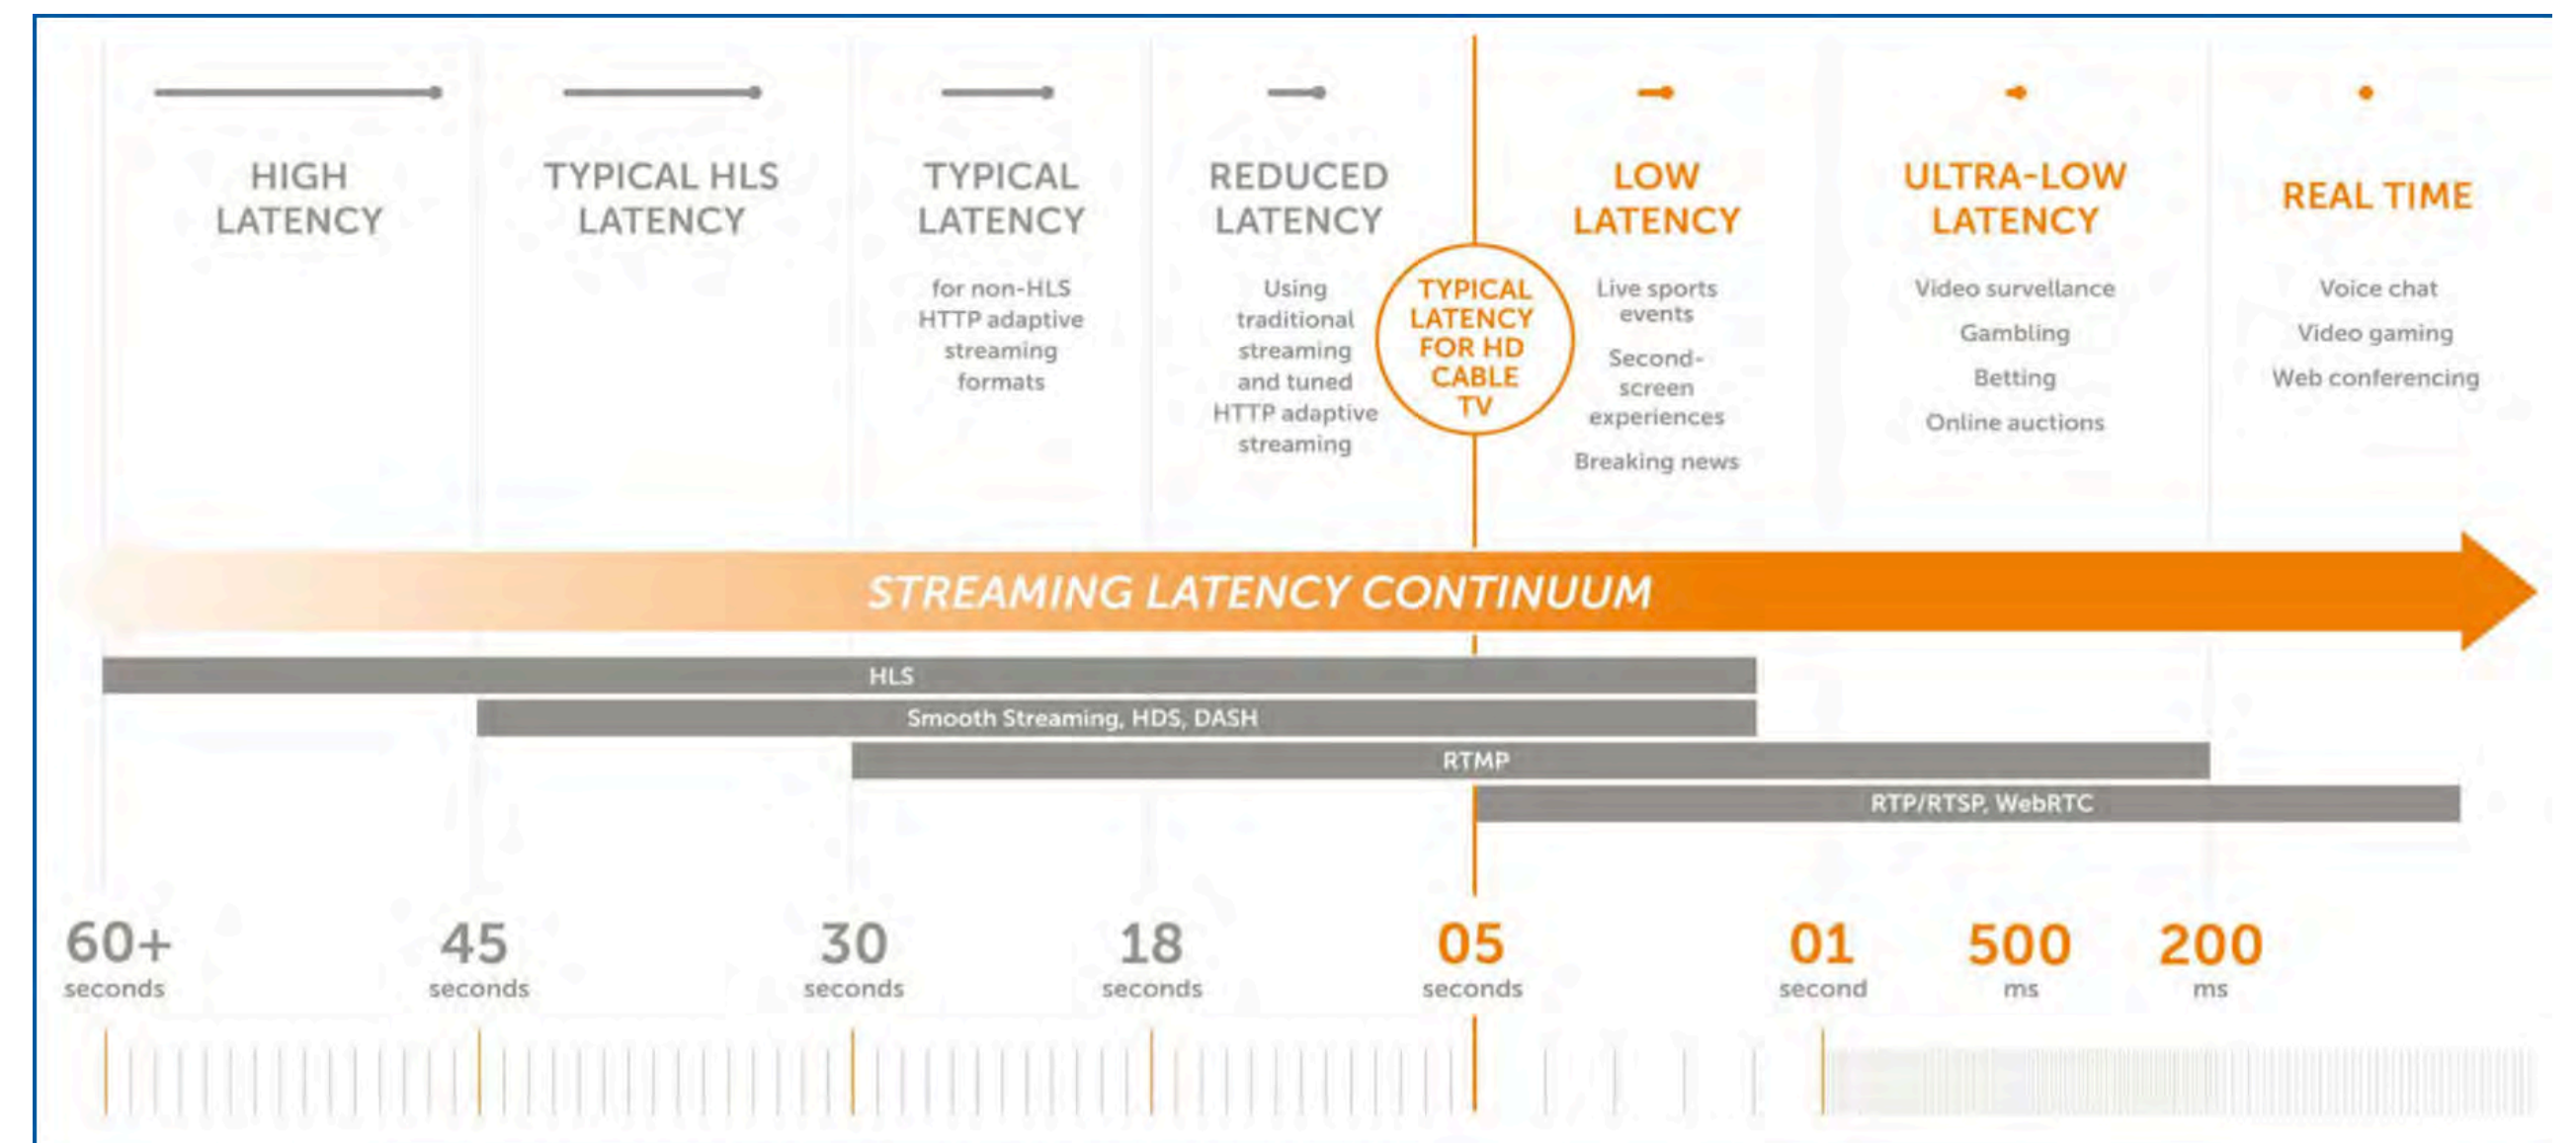 HIGH
LATENCY
TYPICAL HLS
LATENCY
TYPICAL
LATENCY
for non-HLS
HTTP adaptive
streaming
formats
REDUCED
LATENCY
Using
traditional
streaming
and tuned
HTTP adaptive
streaming
TYPICAL
LATENCY
FOR HD
CABLE
TV
LOW
LATENCY
Live sports
events
Second-
screen
experiences
Breaking news
ULTRA-LOW
LATENCY
Video survellance
Gambling
Betting
Online auctions
REAL TIME
Voice chat
Video gaming
Web conferencing
STREAMING LATENCY CONTINUUM
HLS
Smooth Streaming, HDS, DASH
RTMP
RTP/RTSP, WebRTC
60+
seconds
45
seconds
30
seconds
18
seconds
05
seconds
01
second
500
ms
200
ms